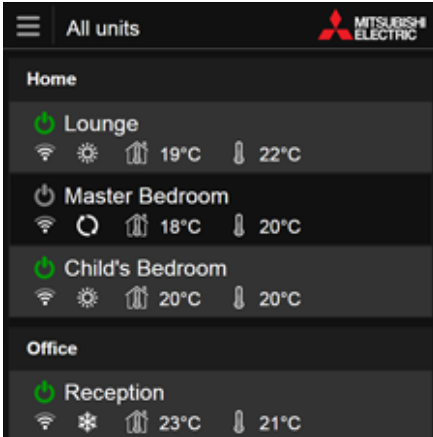 All units
MITSUBISHI
ELECTRIC
Home
Lounge
19°C 22°C
Master Bedroom
18°C 20°C
Child's Bedroom
20°C 20°C
Office
Reception
23°C 21°C